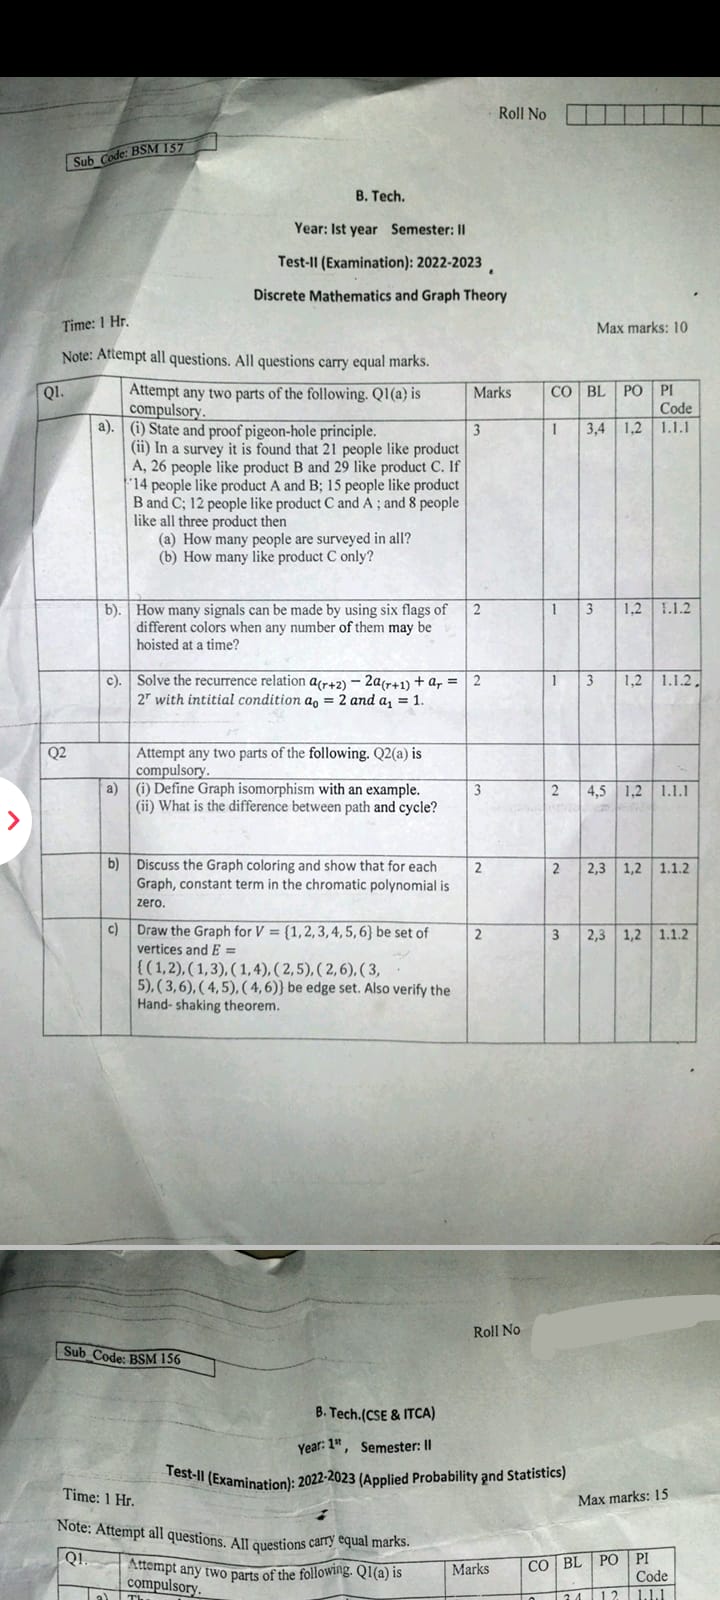 Roll No
Sub Code: BSM 157
B. Tech.
Year: Ist year Semester: II
Test-II (Examination): 2022-2023
Discrete Mathematics and Graph Theory
Time: 1 Hr.
Max marks: 10
Note: Attempt all questions. All questions carry equal marks.
Q1. Attempt any two parts of the following. Q1(a) is Marks CO BL PO PI
compulsory. Code
a). (i) State and proof pigeon-hole principle. 3 1 3,4 1,2 1.1.1
(ii) In a survey it is found that 21 people like product
A, 26 people like product B and 29 like product C. If
14 people like product A and B; 15 people like product
B and C; 12 people like product C and A ; and 8 people
like all three product then
(a) How many people are surveyed in all?
(b) How many like product C only?
b). How many signals can be made by using six flags of 2 1 3 1,2 1.1.2
different colors when any number of them may be
hoisted at a time?
c). Solve the recurrence relation a(r+2) − 2a(r+1) + ar = 2 1 3 1,2 1.1.2
2^r with intitial condition a0 = 2 and a1 = 1.
Q2 Attempt any two parts of the following. Q2(a) is
compulsory.
a) (i) Define Graph isomorphism with an example. 3 2 4,5 1,2 1.1.1
(ii) What is the difference between path and cycle?
b) Discuss the Graph coloring and show that for each 2 2 2,3 1,2 1.1.2
Graph, constant term in the chromatic polynomial is
zero.
c) Draw the Graph for V = {1, 2, 3, 4, 5, 6} be set of 2 3 2,3 1,2 1.1.2
vertices and E =
{ ( 1, 2), ( 1, 3), ( 1, 4), ( 2, 5), ( 2, 6), ( 3,
5), ( 3, 6), ( 4, 5), ( 4, 6)} be edge set. Also verify the
Hand- shaking theorem.
Roll No
Sub Code: BSM 156
B. Tech.(CSE & ITCA)
Year: 1st, Semester: II
Test-II (Examination): 2022-2023 (Applied Probability and Statistics)
Time: 1 Hr.
Max marks: 15
Note: Attempt all questions. All questions carry equal marks.
Q1. Attempt any two parts of the following. Q1(a) is Marks CO BL PO PI
compulsory. Code